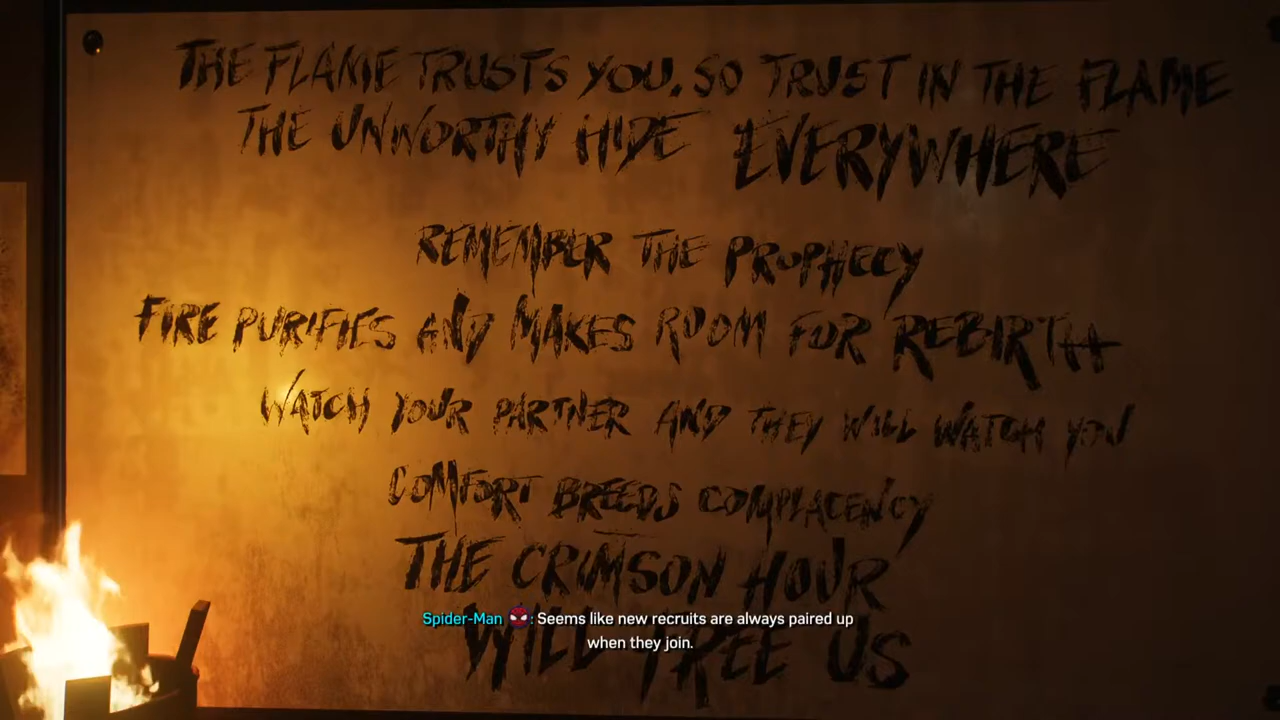 THE FLAME TRUSTS YOU. SO TRUST IN THE FLAME
THE UNWORTHY HIDE EVERYWHERE
REMEMBER THE PROPHECY
FIRE PURIFIES AND MAKES ROOM FOR REBIRTH
WATCH YOUR PARTNER AND THEY WILL WATCH YOU
COMFORT BREEDS COMPLACENCY
THE CRIMSON HOUR
WILL FREE US
Spider-Man: Seems like new recruits are always paired up
when they join.